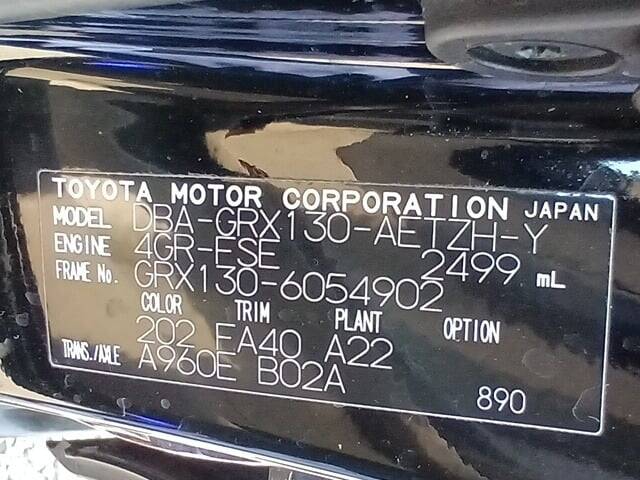 TOYOTA MOTOR CORPORATION JAPAN
MODEL DBA-GRX130-AETZH-Y
ENGINE 4GR-FSE 2499 mL
FRAME No. GRX130-6054902
COLOR TRIM PLANT OPTION
202 FA40 A22
TRANS./AXLE A960E B02A
890